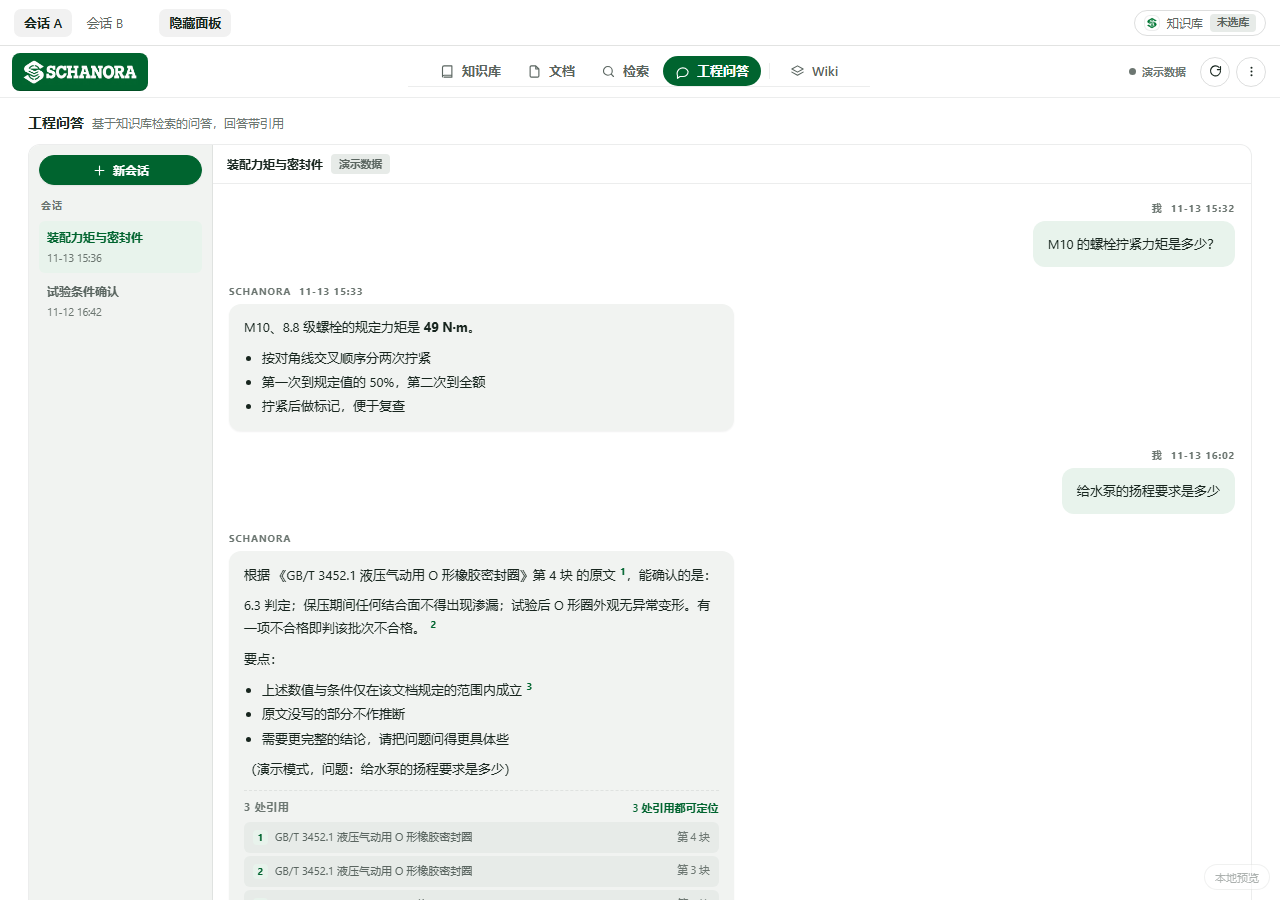 会话 A
会话 B
隐藏面板
知识库
未选库
SCHANORA
知识库
文档
检索
工程问答
Wiki
演示数据
工程问答
基于知识库检索的问答，回答带引用
新会话
会话
装配力矩与密封件
11-13 15:36
试验条件确认
11-12 16:42
装配力矩与密封件
演示数据
我 11-13 15:32
M10 的螺栓拧紧力矩是多少？
SCHANORA 11-13 15:33
M10、8.8 级螺栓的规定力矩是 49 N·m。
按对角线交叉顺序分两次拧紧
第一次到规定值的 50%，第二次到全额
拧紧后做标记，便于复查
我 11-13 16:02
给水泵的扬程要求是多少
SCHANORA
根据 《GB/T 3452.1 液压气动用 O 形橡胶密封圈》第 4 块 的原文 1，能确认的是：
6.3 判定；保压期间任何结合面不得出现渗漏；试验后 O 形圈外观无异常变形。有
一项不合格即判该批次不合格。 2
要点：
上述数值与条件仅在该文档规定的范围内成立 3
原文没写的部分不作推断
需要更完整的结论，请把问题问得更具体些
（演示模式，问题：给水泵的扬程要求是多少）
3 处引用
3 处引用都可定位
1 GB/T 3452.1 液压气动用 O 形橡胶密封圈 第 4 块
2 GB/T 3452.1 液压气动用 O 形橡胶密封圈 第 3 块
本地预览